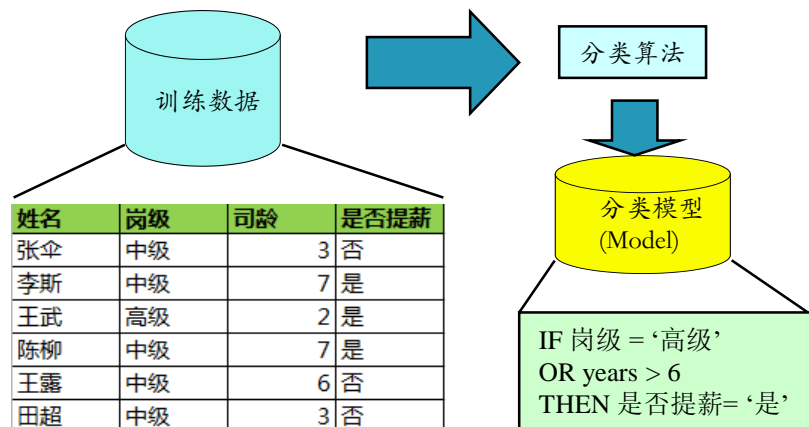 训练数据
分类算法
分类模型
(Model)
姓名 岗级 司龄 是否提薪
张伞 中级 3 否
李斯 中级 7 是
王武 高级 2 是
陈柳 中级 7 是
王露 中级 6 否
田超 中级 3 否
IF 岗级 = ‘高级’
OR years > 6
THEN 是否提薪= ‘是’